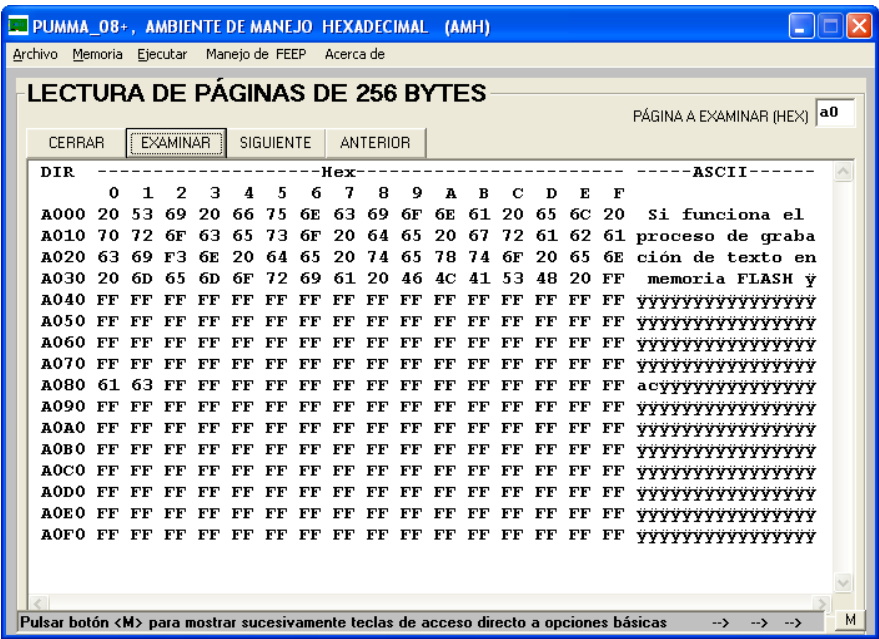 PUMMA_08+, AMBIENTE DE MANEJO HEXADECIMAL (AMH)
Archivo Memoria Ejecutar Manejo de FEEP Acerca de
LECTURA DE PÁGINAS DE 256 BYTES
PÁGINA A EXAMINAR (HEX) a0
CERRAR EXAMINAR SIGUIENTE ANTERIOR
DIR ---------------------Hex------------------------- -----ASCII------
0 1 2 3 4 5 6 7 8 9 A B C D E F
A000 20 53 69 20 66 75 6E 63 69 6F 6E 61 20 65 6C 20 Si funciona el
A010 70 72 6F 63 65 73 6F 20 64 65 20 67 72 61 62 61 proceso de graba
A020 63 69 F3 6E 20 64 65 20 74 65 78 74 6F 20 65 6E ción de texto en
A030 20 6D 65 6D 6F 72 69 61 20 46 4C 41 53 48 20 FF memoria FLASH ÿ
A040 FF FF FF FF FF FF FF FF FF FF FF FF FF FF FF FF ÿÿÿÿÿÿÿÿÿÿÿÿÿÿÿÿ
A050 FF FF FF FF FF FF FF FF FF FF FF FF FF FF FF FF ÿÿÿÿÿÿÿÿÿÿÿÿÿÿÿÿ
A060 FF FF FF FF FF FF FF FF FF FF FF FF FF FF FF FF ÿÿÿÿÿÿÿÿÿÿÿÿÿÿÿÿ
A070 FF FF FF FF FF FF FF FF FF FF FF FF FF FF FF FF ÿÿÿÿÿÿÿÿÿÿÿÿÿÿÿÿ
A080 61 63 FF FF FF FF FF FF FF FF FF FF FF FF FF FF acÿÿÿÿÿÿÿÿÿÿÿÿÿÿ
A090 FF FF FF FF FF FF FF FF FF FF FF FF FF FF FF FF ÿÿÿÿÿÿÿÿÿÿÿÿÿÿÿÿ
A0A0 FF FF FF FF FF FF FF FF FF FF FF FF FF FF FF FF ÿÿÿÿÿÿÿÿÿÿÿÿÿÿÿÿ
A0B0 FF FF FF FF FF FF FF FF FF FF FF FF FF FF FF FF ÿÿÿÿÿÿÿÿÿÿÿÿÿÿÿÿ
A0C0 FF FF FF FF FF FF FF FF FF FF FF FF FF FF FF FF ÿÿÿÿÿÿÿÿÿÿÿÿÿÿÿÿ
A0D0 FF FF FF FF FF FF FF FF FF FF FF FF FF FF FF FF ÿÿÿÿÿÿÿÿÿÿÿÿÿÿÿÿ
A0E0 FF FF FF FF FF FF FF FF FF FF FF FF FF FF FF FF ÿÿÿÿÿÿÿÿÿÿÿÿÿÿÿÿ
A0F0 FF FF FF FF FF FF FF FF FF FF FF FF FF FF FF FF ÿÿÿÿÿÿÿÿÿÿÿÿÿÿÿÿ
Pulsar botón <M> para mostrar sucesivamente teclas de acceso directo a opciones básicas --> --> --> M